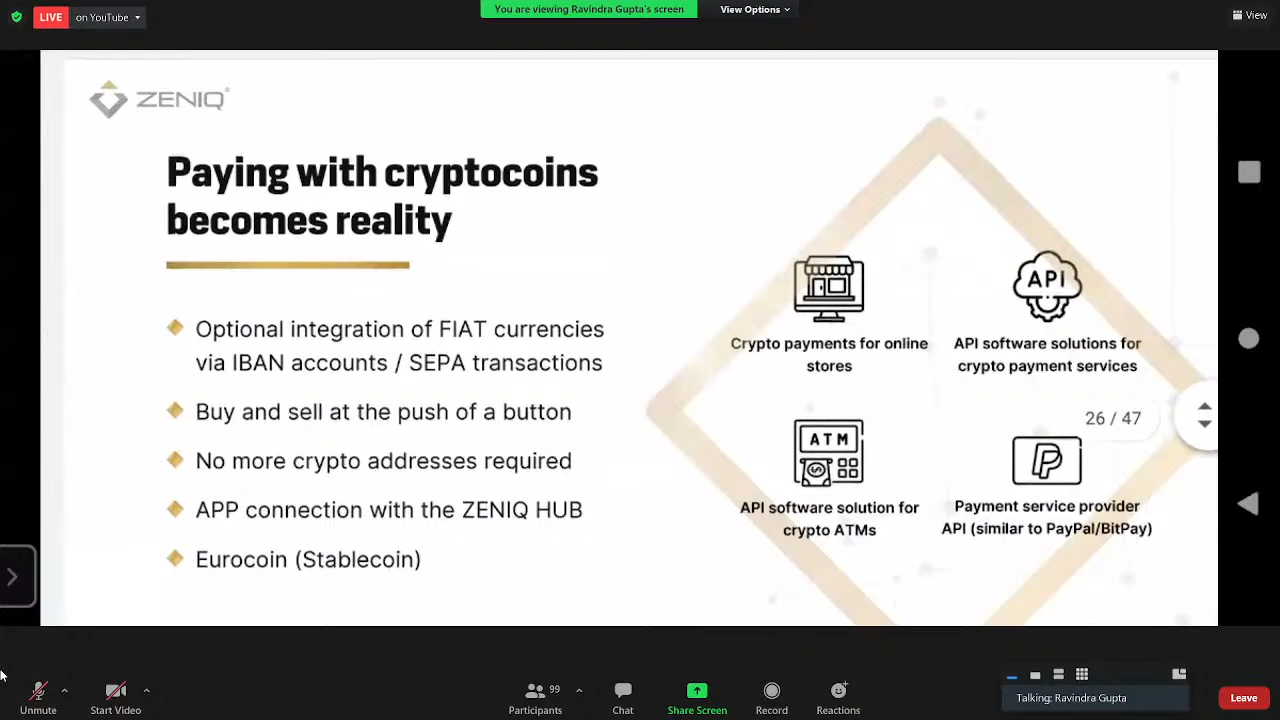 LIVE on YouTube
You are viewing Ravindra Gupta's screen
View Options
View
ZENIQ
Paying with cryptocoins
becomes reality
Optional integration of FIAT currencies
via IBAN accounts / SEPA transactions
Buy and sell at the push of a button
No more crypto addresses required
APP connection with the ZENIQ HUB
Eurocoin (Stablecoin)
Crypto payments for online
stores
API
API software solutions for
crypto payment services
26 / 47
ATM
API software solution for
crypto ATMs
Payment service provider
API (similar to PayPal/BitPay)
Unmute
Start Video
99
Participants
Chat
Share Screen
Record
Reactions
Talking: Ravindra Gupta
Leave